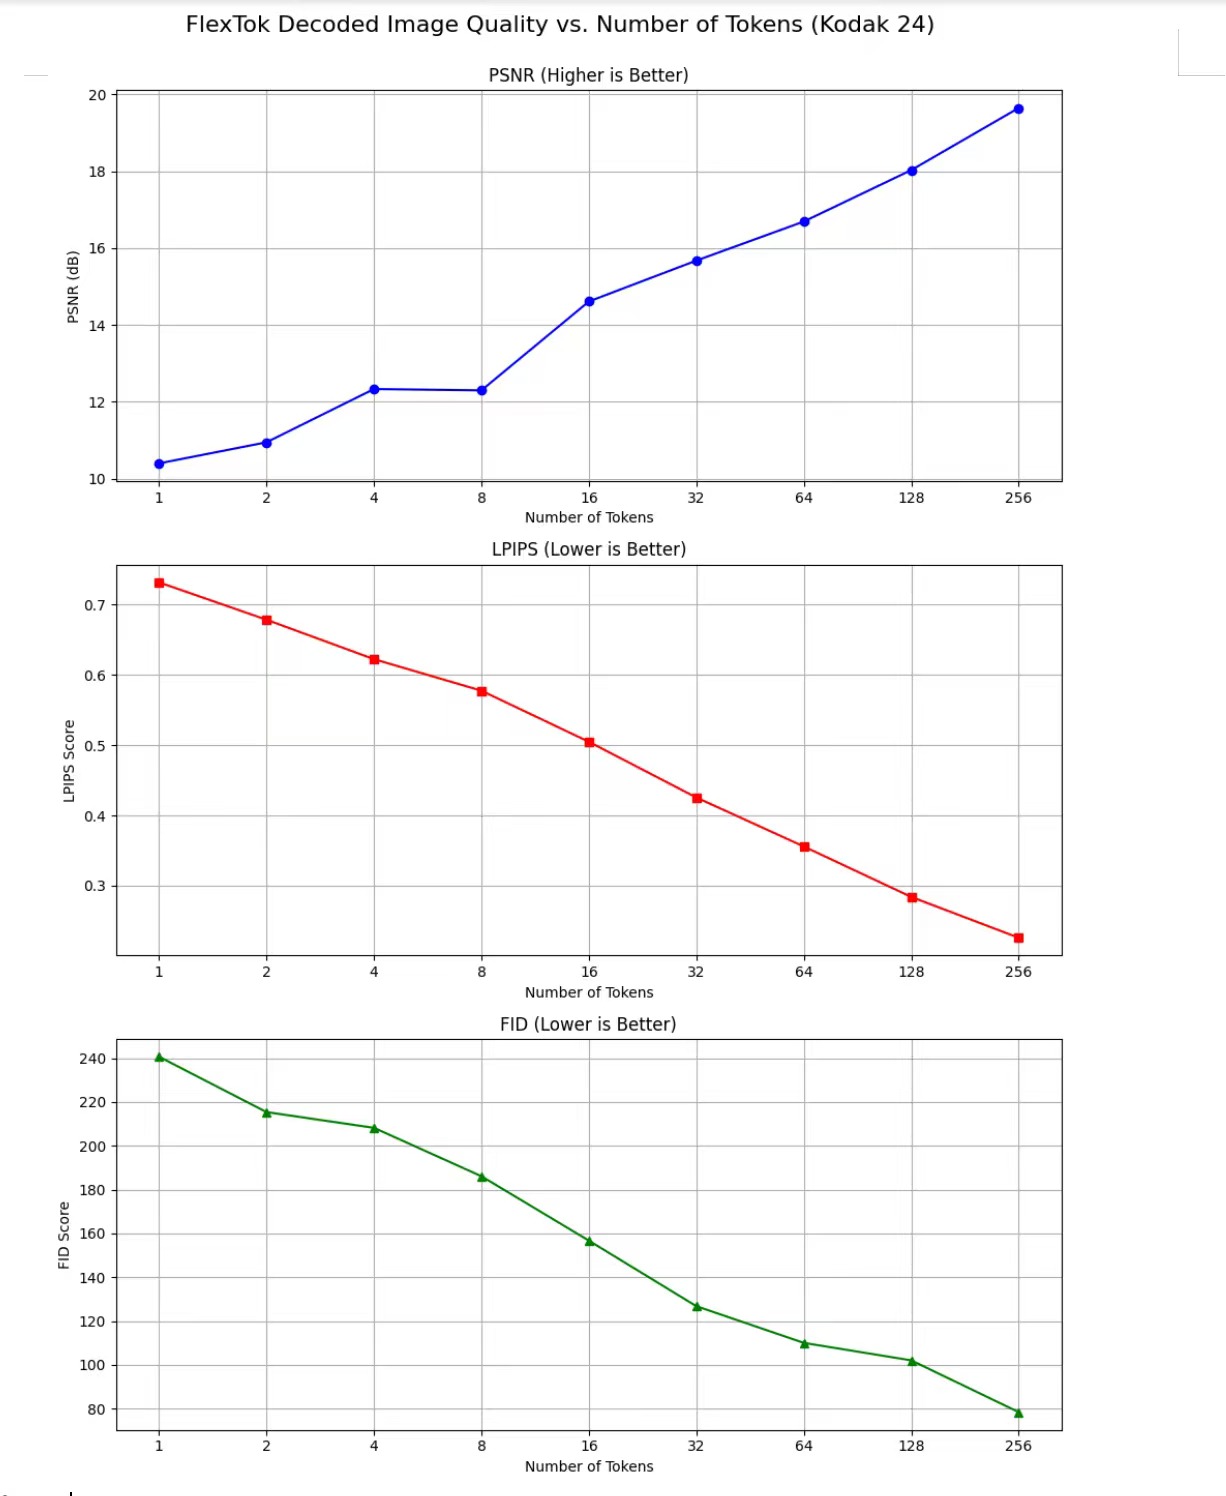 FlexTok Decoded Image Quality vs. Number of Tokens (Kodak 24)
PSNR (Higher is Better)
20
18
16
14
12
10
PSNR (dB)
1 2 4 8 16 32 64 128 256
Number of Tokens
LPIPS (Lower is Better)
0.7
0.6
0.5
0.4
0.3
LPIPS Score
1 2 4 8 16 32 64 128 256
Number of Tokens
FID (Lower is Better)
240
220
200
180
160
140
120
100
80
FID Score
1 2 4 8 16 32 64 128 256
Number of Tokens